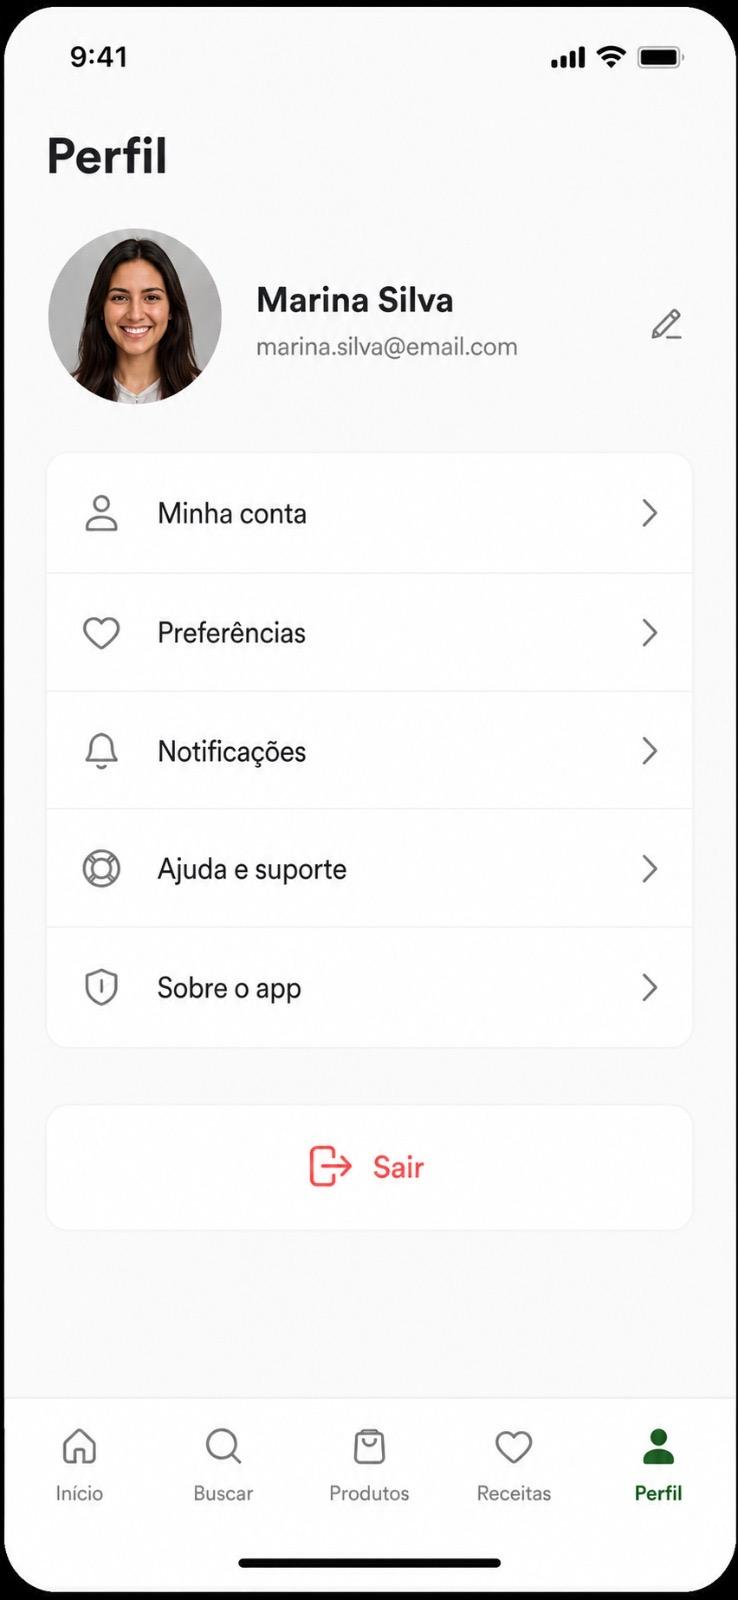 9:41
Perfil
Marina Silva
marina.silva@email.com
Minha conta
Preferências
Notificações
Ajuda e suporte
Sobre o app
Sair
Início Buscar Produtos Receitas Perfil